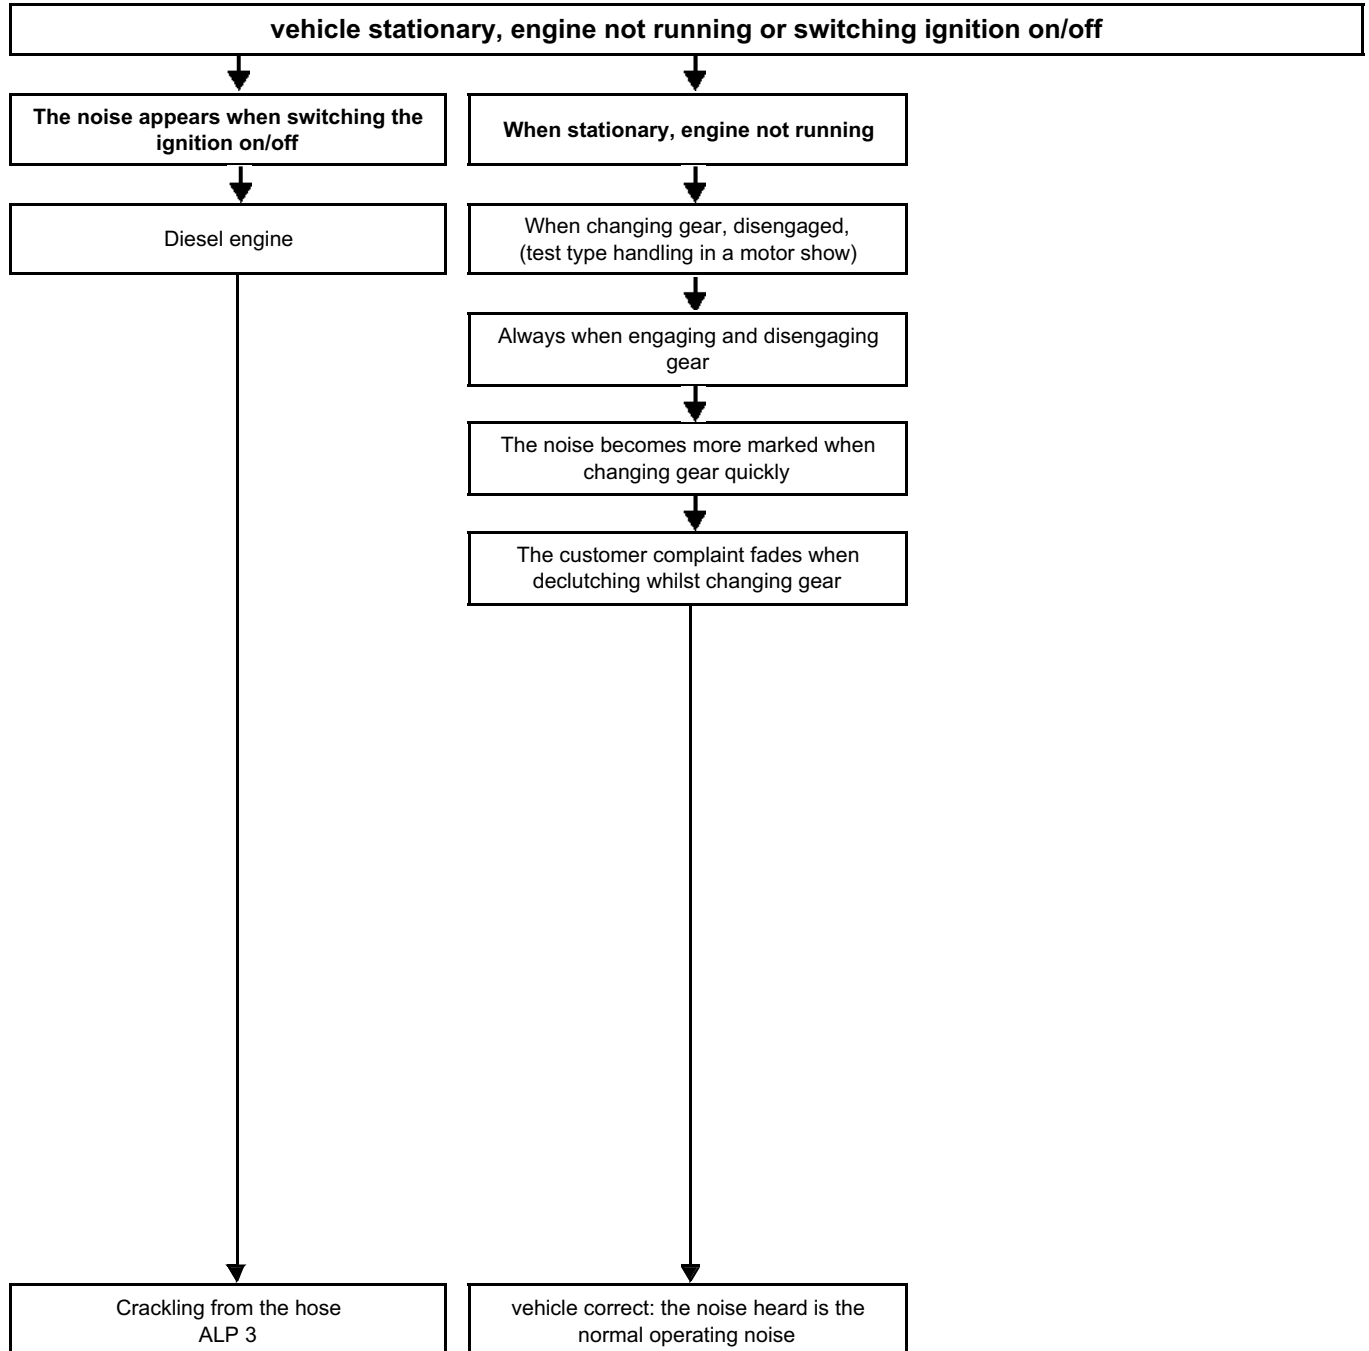 vehicle stationary, engine not running or switching ignition on/off
The noise appears when switching the
ignition on/off
When stationary, engine not running
Diesel engine
When changing gear, disengaged,
(test type handling in a motor show)
Always when engaging and disengaging
gear
The noise becomes more marked when
changing gear quickly
The customer complaint fades when
declutching whilst changing gear
Crackling from the hose
ALP 3
vehicle correct: the noise heard is the
normal operating noise